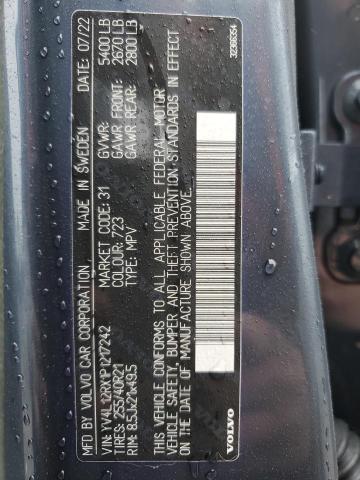 MFD BY VOLVO CAR CORPORATION, MADE IN SWEDEN DATE: 07/22
YV4L12RX1P1217242 MARKET CODE: 31 GVWR: 5400 LB
TIRES: 255/40R21 COLOUR: 723 GAWR FRONT: 2670 LB
RIM: 8.5Jx21x49.5 TYPE: MPV GAWR REAR: 2800 LB
THIS VEHICLE CONFORMS TO ALL APPLICABLE FEDERAL MOTOR
VEHICLE SAFETY, BUMPER AND THEFT PREVENTION STANDARDS IN EFFECT
ON THE DATE OF MANUFACTURE SHOWN ABOVE.
VOLVO